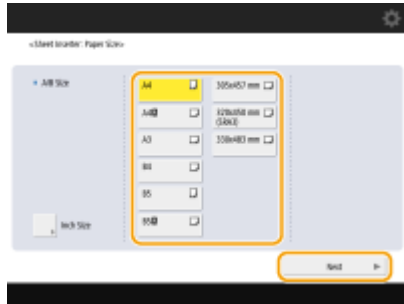 <Sheet Inserter: Paper Size>
A/B Size
A4
305x457 mm
A4R
320x450 mm
(SRA3)
A3
330x483 mm
B4
B5
B5R
Inch Size
Next